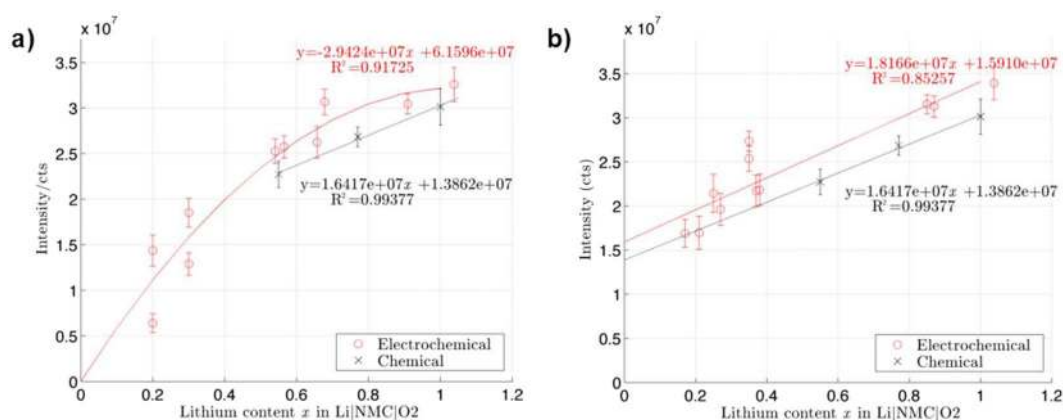 a)
x 10⁷
y=-2.9424e+07x +6.1596e+07
R²=0.91725
y=1.6417e+07x +1.3862e+07
R²=0.99377
Intensity/cts
4
3.5
3
2.5
2
1.5
1
0.5
0
0 0.2 0.4 0.6 0.8 1 1.2
Lithium content x in Li|NMC|O2
Electrochemical
Chemical
b)
x 10⁷
y=1.8166e+07x +1.5910e+07
R²=0.85257
y=1.6417e+07x +1.3862e+07
R²=0.99377
Intensity (cts)
4
3.5
3
2.5
2
1.5
1
0.5
0
0 0.2 0.4 0.6 0.8 1 1.2
Lithium content x in Li|NMC|O2
Electrochemical
Chemical